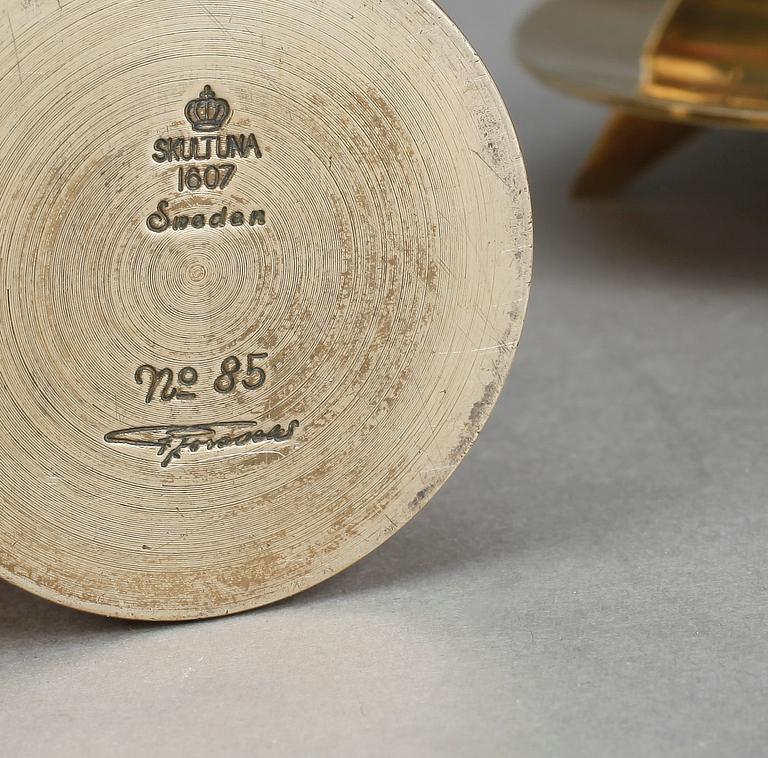 SKULTUNA
1607
Sweden
No 85